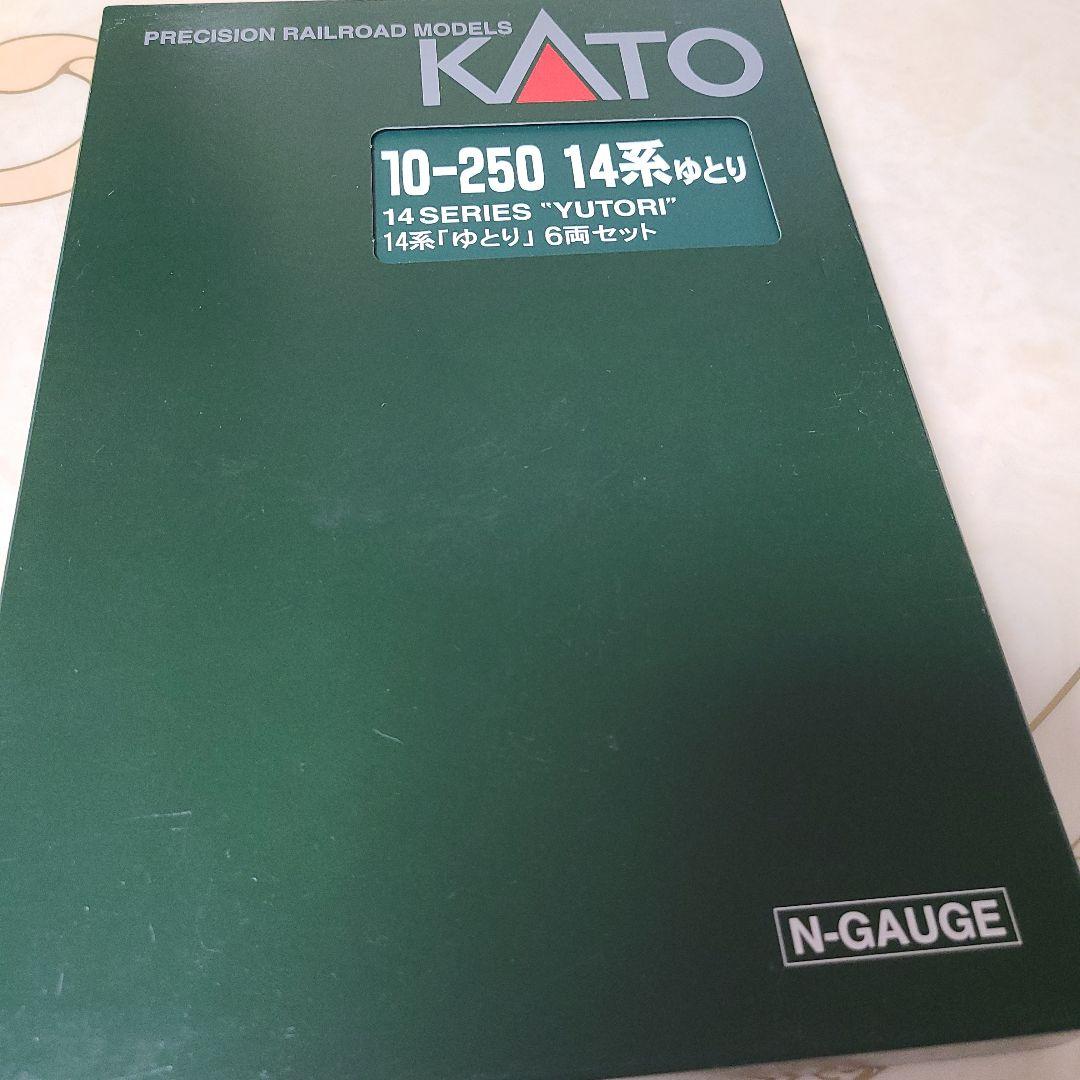 PRECISION RAILROAD MODELS
KATO
10-250 14系ゆとり
14 SERIES "YUTORI"
14系「ゆとり」6両セット
N-GAUGE